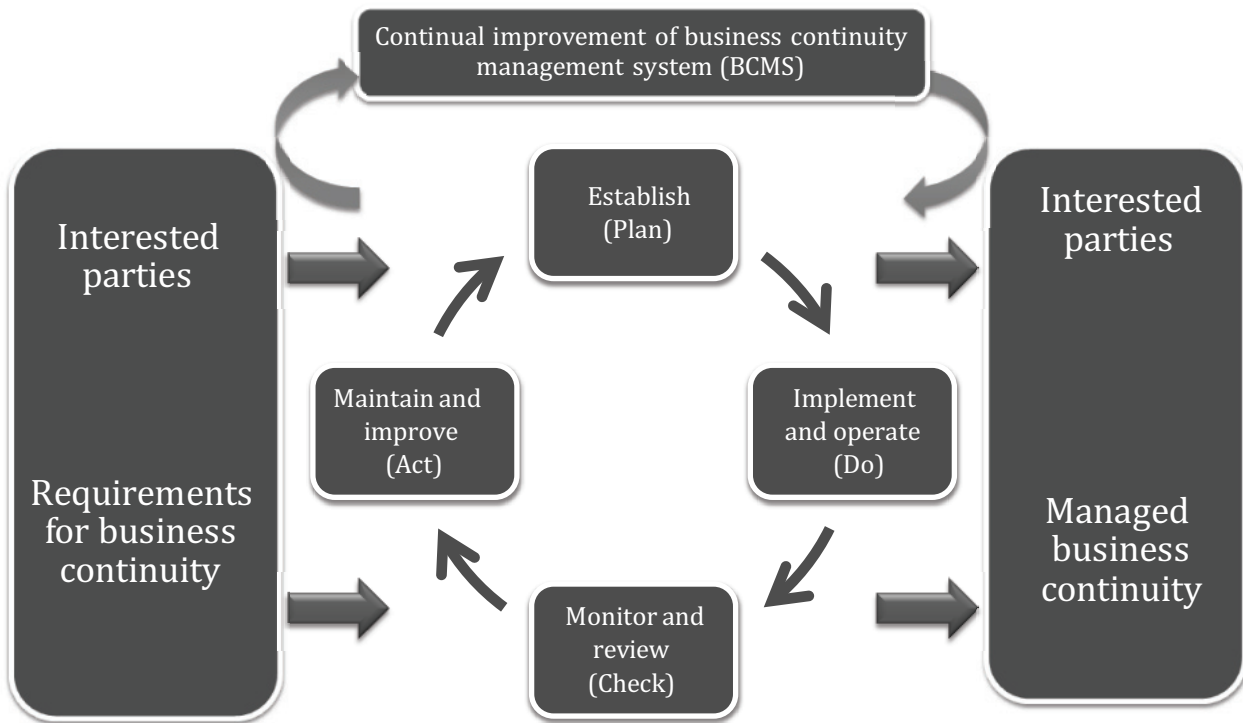 Continual improvement of business continuity
management system (BCMS)
Interested
parties
Requirements
for business
continuity
Establish
(Plan)
Maintain and
improve
(Act)
Implement
and operate
(Do)
Monitor and
review
(Check)
Interested
parties
Managed
business
continuity